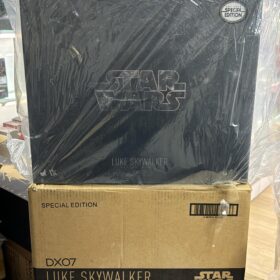 SPECIAL
EDITION
STAR
WARS
LUKE SKYWALKER
SPECIAL EDITION
DX07
LUKE SKYWALKER
STAR